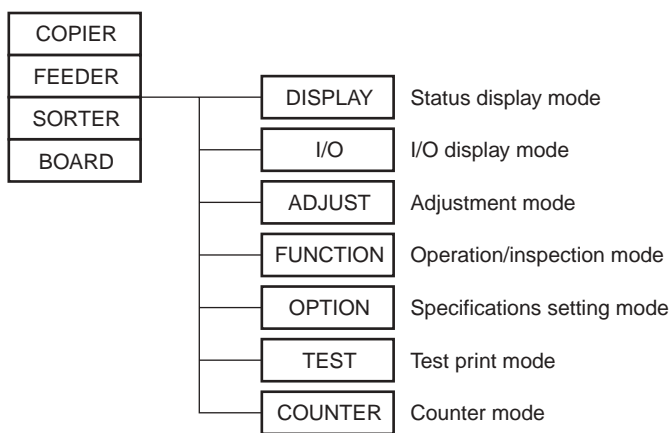 COPIER
FEEDER
SORTER
BOARD
DISPLAY Status display mode
I/O I/O display mode
ADJUST Adjustment mode
FUNCTION Operation/inspection mode
OPTION Specifications setting mode
TEST Test print mode
COUNTER Counter mode